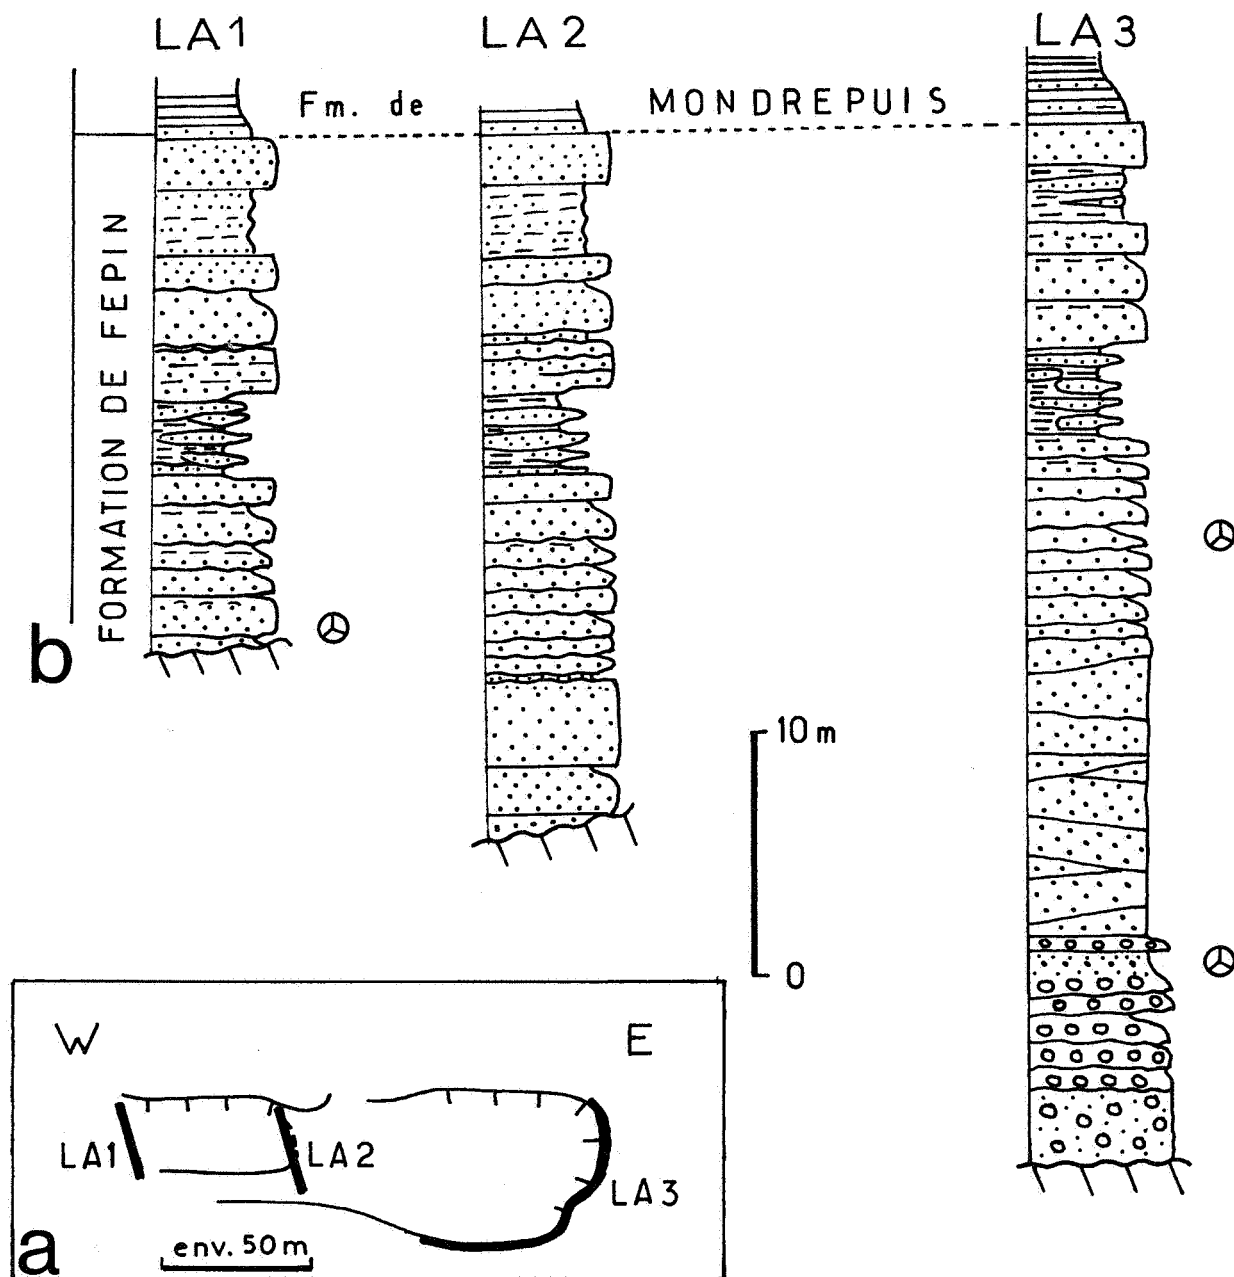 LA1
LA2
LA3
Fm. de MONDREPUIS
FORMATION DE FEPIN
b
10 m
0
W
E
LA1
LA2
LA3
env. 50 m
a